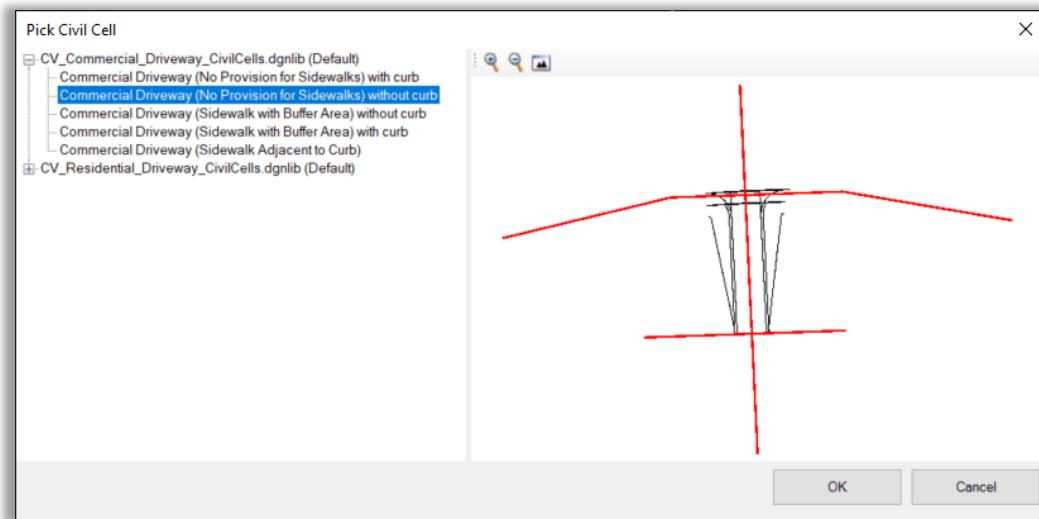 Pick Civil Cell
CV_Commercial_Driveway_CivilCells.dgnlib (Default)
Commercial Driveway (No Provision for Sidewalks) with curb
Commercial Driveway (No Provision for Sidewalks) without curb
Commercial Driveway (Sidewalk with Buffer Area) without curb
Commercial Driveway (Sidewalk with Buffer Area) with curb
Commercial Driveway (Sidewalk Adjacent to Curb)
CV_Residential_Driveway_CivilCells.dgnlib (Default)
OK
Cancel